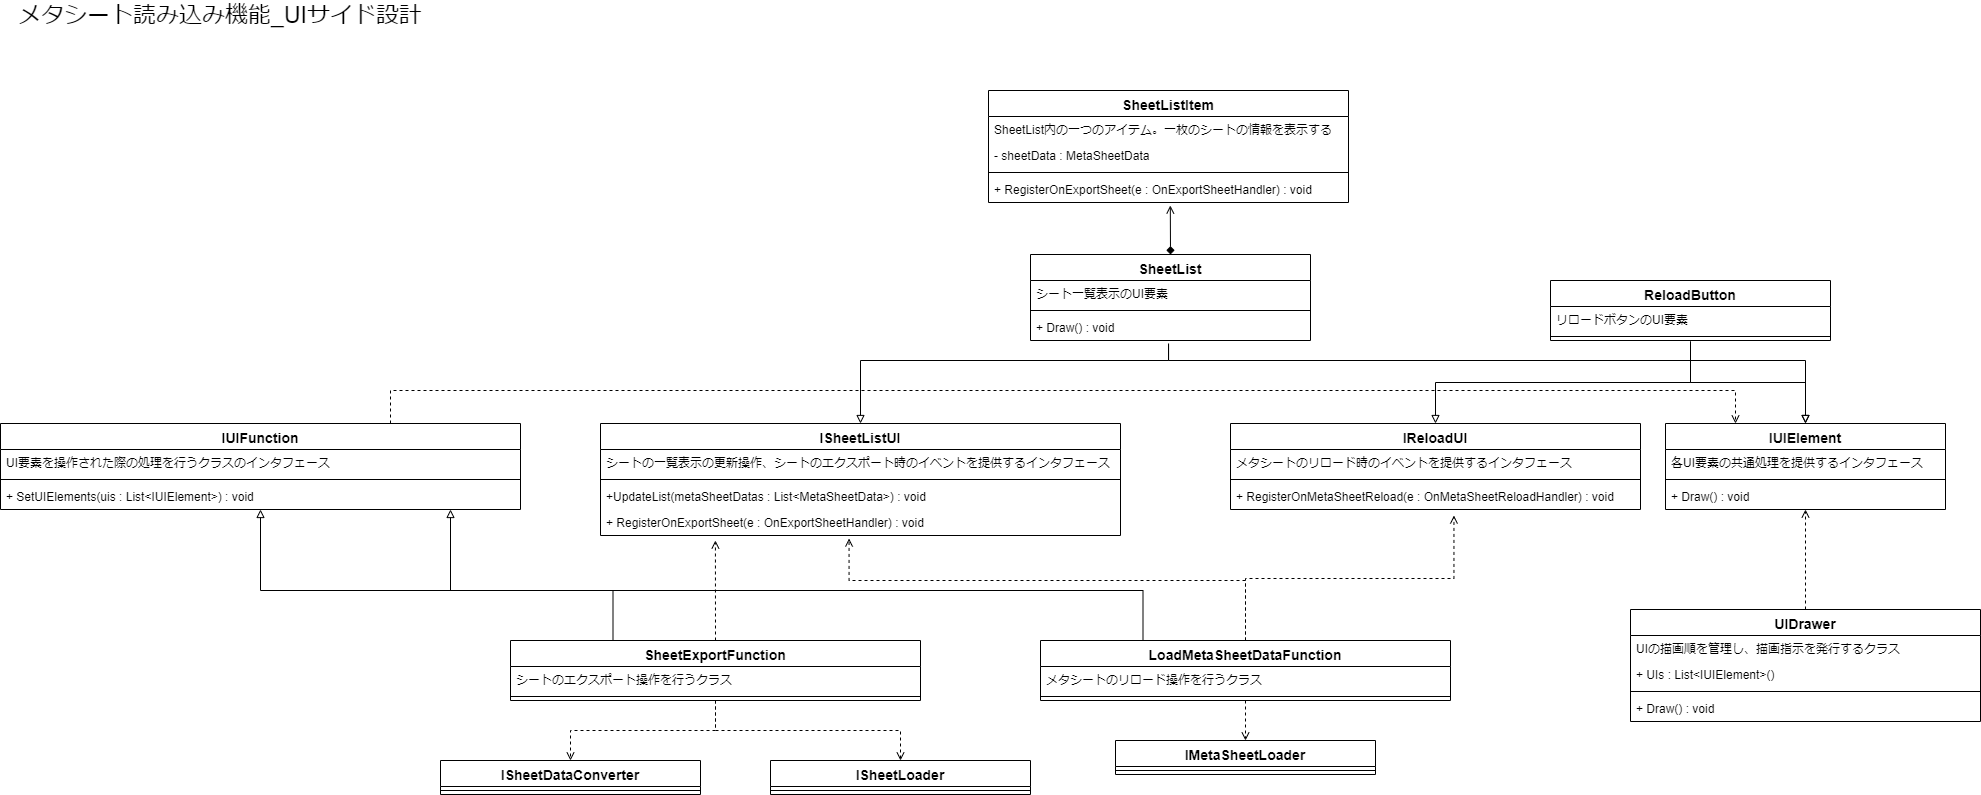 メタシート読み込み機能_UIサイド設計
SheetListItem
SheetList内の一つのアイテム。一枚のシートの情報を表示する
- sheetData : MetaSheetData
+ RegisterOnExportSheet(e : OnExportSheetHandler) : void
SheetList
シート一覧表示のUI要素
+ Draw() : void
ReloadButton
リロードボタンのUI要素
IUIFunction
UI要素を操作された際の処理を行うクラスのインタフェース
+ SetUIElements(uis : List<IUIElement>) : void
ISheetListUI
シートの一覧表示の更新操作、シートのエクスポート時のイベントを提供するインタフェース
+UpdateList(metaSheetDatas : List<MetaSheetData>) : void
+ RegisterOnExportSheet(e : OnExportSheetHandler) : void
IReloadUI
メタシートのリロード時のイベントを提供するインタフェース
+ RegisterOnMetaSheetReload(e : OnMetaSheetReloadHandler) : void
IUIElement
各UI要素の共通処理を提供するインタフェース
+ Draw() : void
SheetExportFunction
シートのエクスポート操作を行うクラス
LoadMetaSheetDataFunction
メタシートのリロード操作を行うクラス
UIDrawer
UIの描画順を管理し、描画指示を発行するクラス
+ UIs : List<IUIElement>()
+ Draw() : void
ISheetDataConverter
ISheetLoader
IMetaSheetLoader